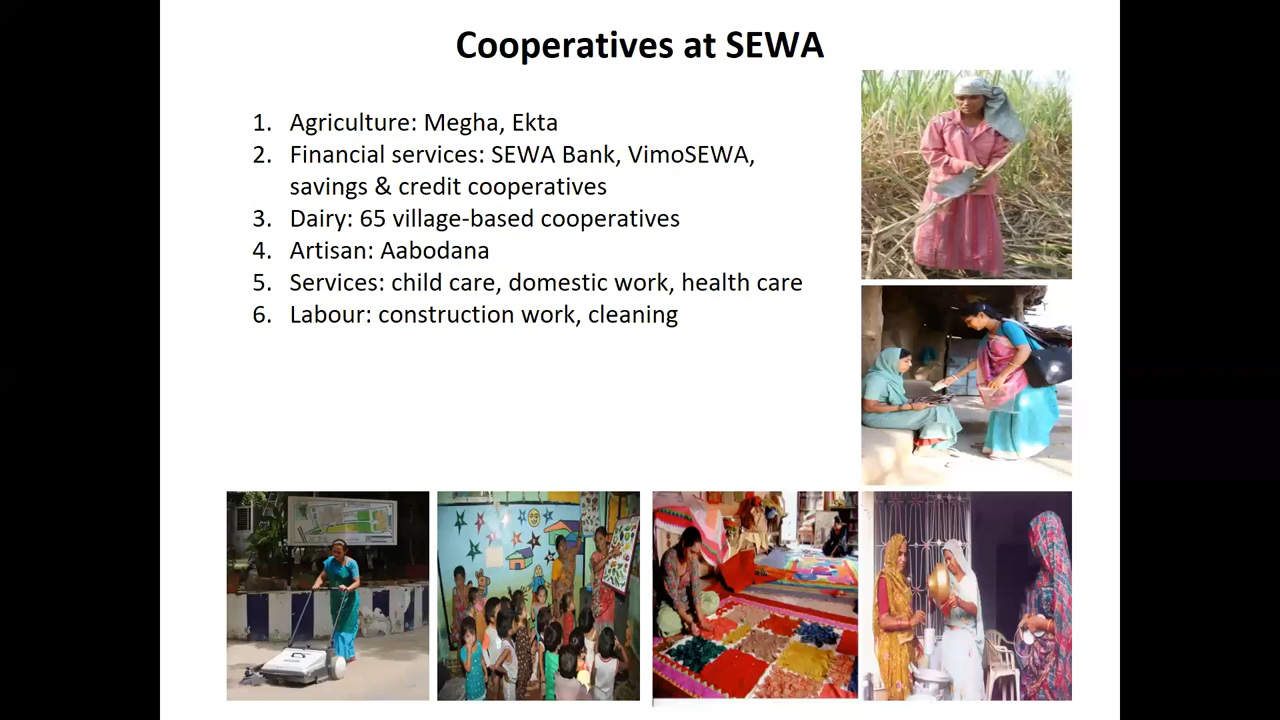 Cooperatives at SEWA
1. Agriculture: Megha, Ekta
2. Financial services: SEWA Bank, VimoSEWA,
savings & credit cooperatives
3. Dairy: 65 village-based cooperatives
4. Artisan: Aabodana
5. Services: child care, domestic work, health care
6. Labour: construction work, cleaning